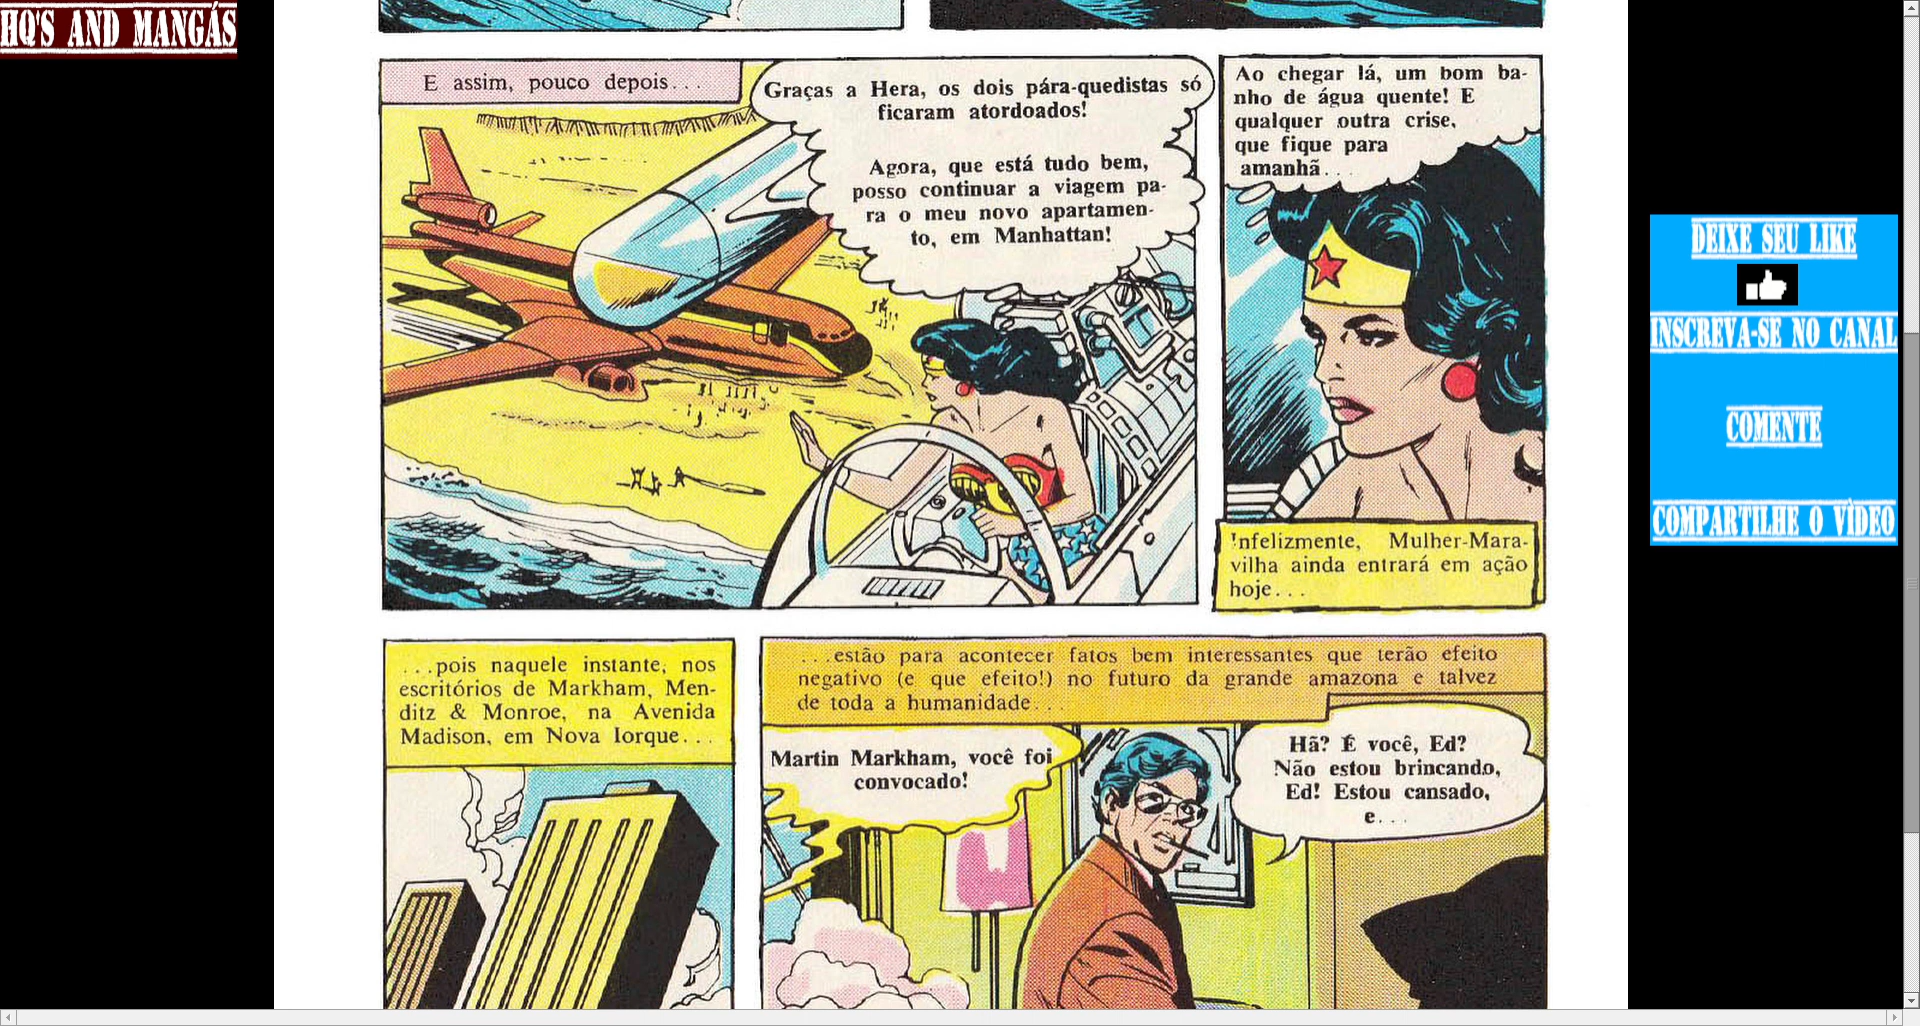 HQ'S AND MANGÁS
E assim, pouco depois...
Graças a Hera, os dois pára-quedistas só
ficaram atordoados!
Agora, que está tudo bem,
posso continuar a viagem pa-
ra o meu novo apartamen-
to, em Manhattan!
Ao chegar lá, um bom ba-
nho de água quente! E
qualquer outra crise,
que fique para
amanhã...
Infelizmente, Mulher-Mara-
vilha ainda entrará em ação
hoje...
...pois naquele instante, nos
escritórios de Markham, Men-
ditz & Monroe, na Avenida
Madison, em Nova Iorque...
...estão para acontecer fatos bem interessantes que terão efeito
negativo (e que efeito!) no futuro da grande amazona e talvez
de toda a humanidade...
Martin Markham, você foi
convocado!
Hã? É você, Ed?
Não estou brincando,
Ed! Estou cansado,
e...
DEIXE SEU LIKE
INSCREVA-SE NO CANAL
COMENTE
COMPARTILHE O VÍDEO